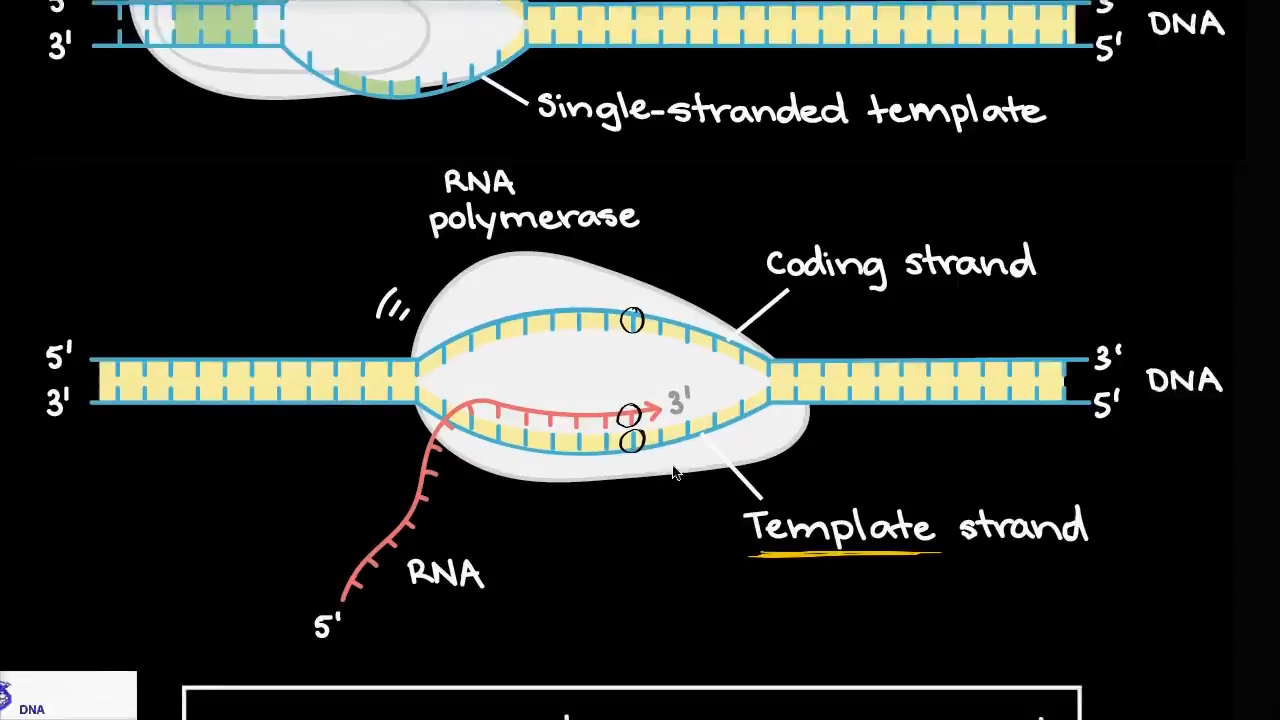 3'
3'
5'
DNA
Single-stranded template
RNA
polymerase
Coding strand
5'
3'
3'
5'
DNA
3'
Template strand
RNA
5'
DNA